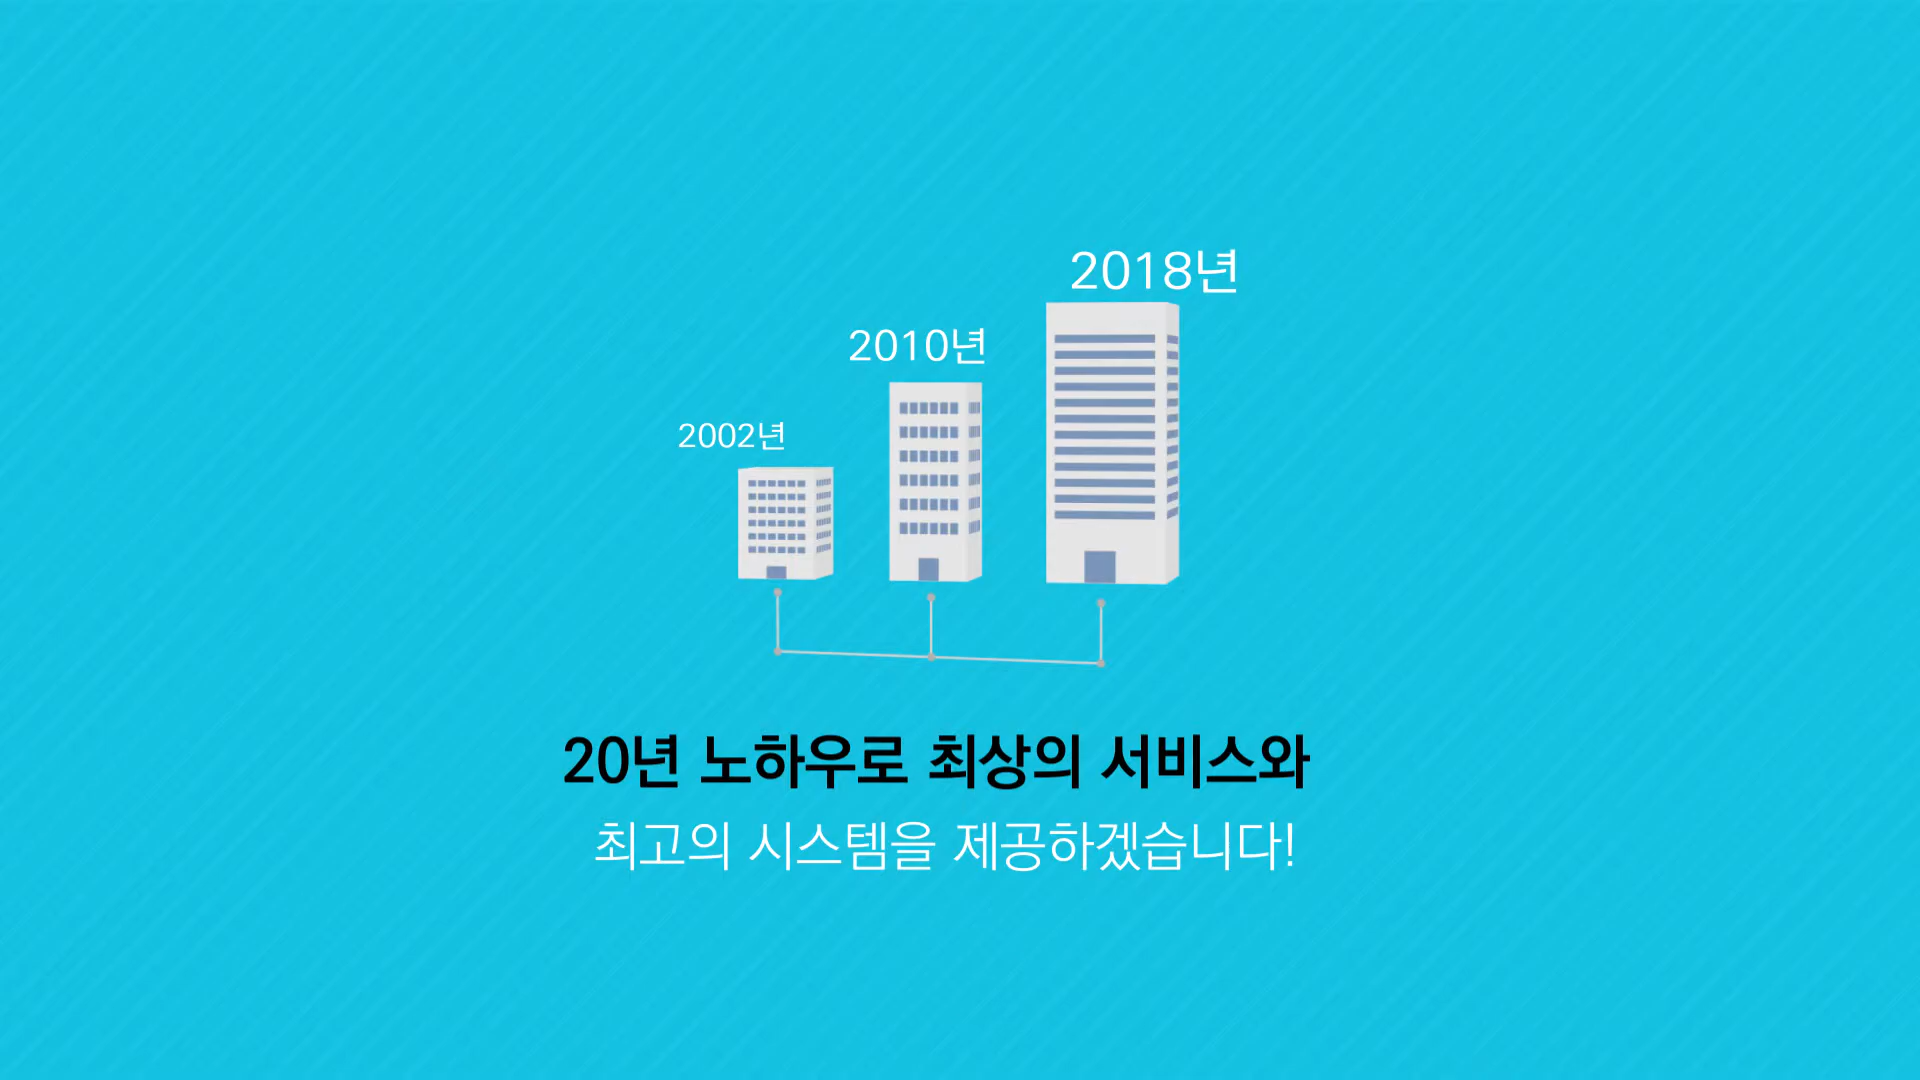 2018년
2010년
2002년
20년 노하우로 최상의 서비스와
최고의 시스템을 제공하겠습니다!